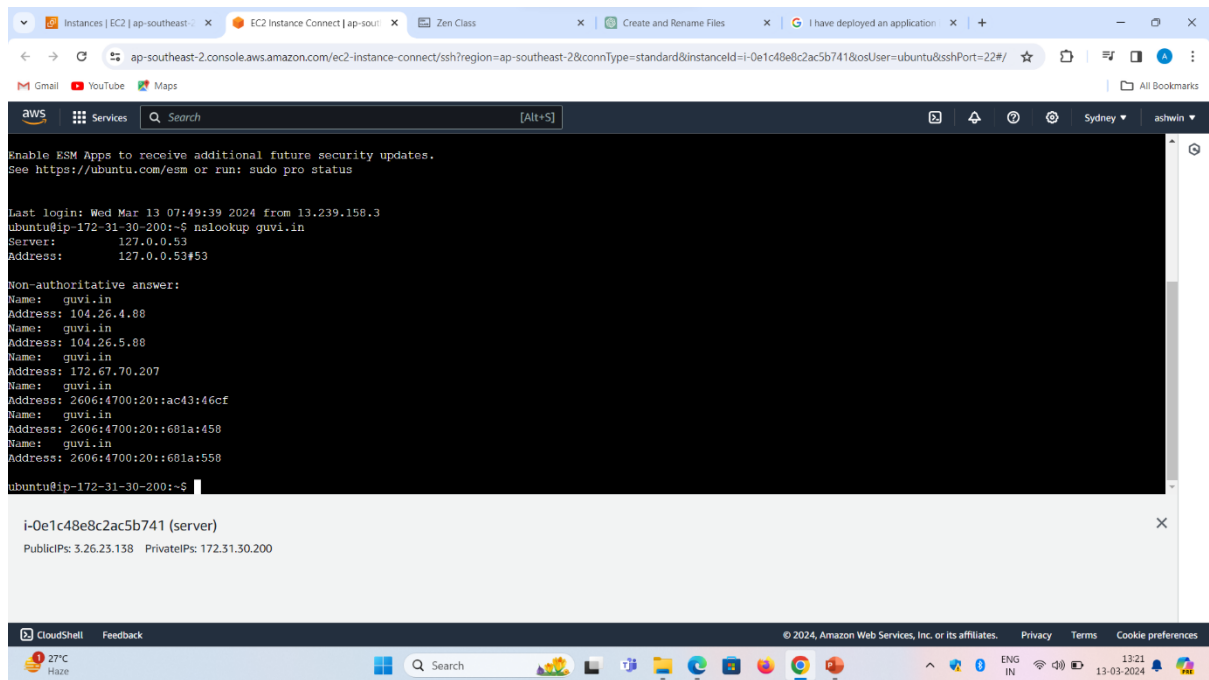 Instances | EC2 | ap-southeast-2
EC2 Instance Connect | ap-sout
Zen Class
Create and Rename Files
I have deployed an application
ap-southeast-2.console.aws.amazon.com/ec2-instance-connect/ssh?region=ap-southeast-2&connType=standard&instanceId=i-0e1c48e8c2ac5b741&osUser=ubuntu&sshPort=22#/
A
Gmail YouTube Maps All Bookmarks
aws Services Search [Alt+S] Sydney ashwin
Enable ESM Apps to receive additional future security updates.
See https://ubuntu.com/esm or run: sudo pro status
Last login: Wed Mar 13 07:49:39 2024 from 13.239.158.3
ubuntu@ip-172-31-30-200:~$ nslookup guvi.in
Server: 127.0.0.53
Address: 127.0.0.53#53
Non-authoritative answer:
Name: guvi.in
Address: 104.26.4.88
Name: guvi.in
Address: 104.26.5.88
Name: guvi.in
Address: 172.67.70.207
Name: guvi.in
Address: 2606:4700:20::ac43:46cf
Name: guvi.in
Address: 2606:4700:20::681a:458
Name: guvi.in
Address: 2606:4700:20::681a:558
ubuntu@ip-172-31-30-200:~$
i-0e1c48e8c2ac5b741 (server)
PublicIPs: 3.26.23.138 PrivateIPs: 172.31.30.200
CloudShell Feedback © 2024, Amazon Web Services, Inc. or its affiliates. Privacy Terms Cookie preferences
1 27°C
Haze
Search
ENG
IN
13:21
13-03-2024
PRE